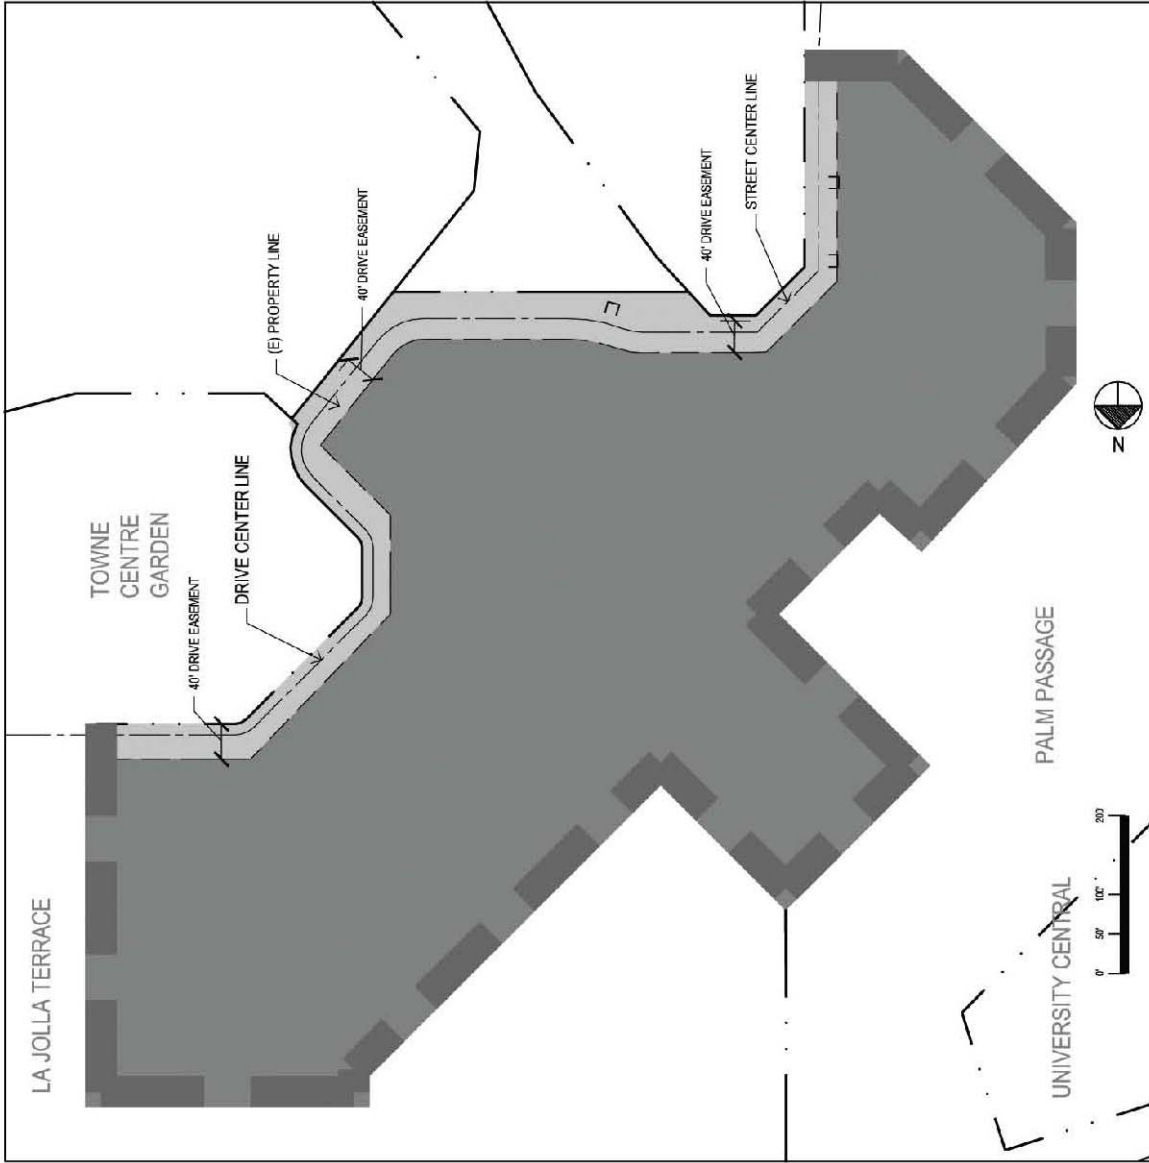 LA JOLLA TERRACE
TOWNE
CENTRE
GARDEN
40' DRIVE EASEMENT
DRIVE CENTER LINE
(E) PROPERTY LINE
40' DRIVE EASEMENT
40' DRIVE EASEMENT
STREET CENTER LINE
UNIVERSITY CENTRAL
PALM PASSAGE
0' 50' 100' 200'
N